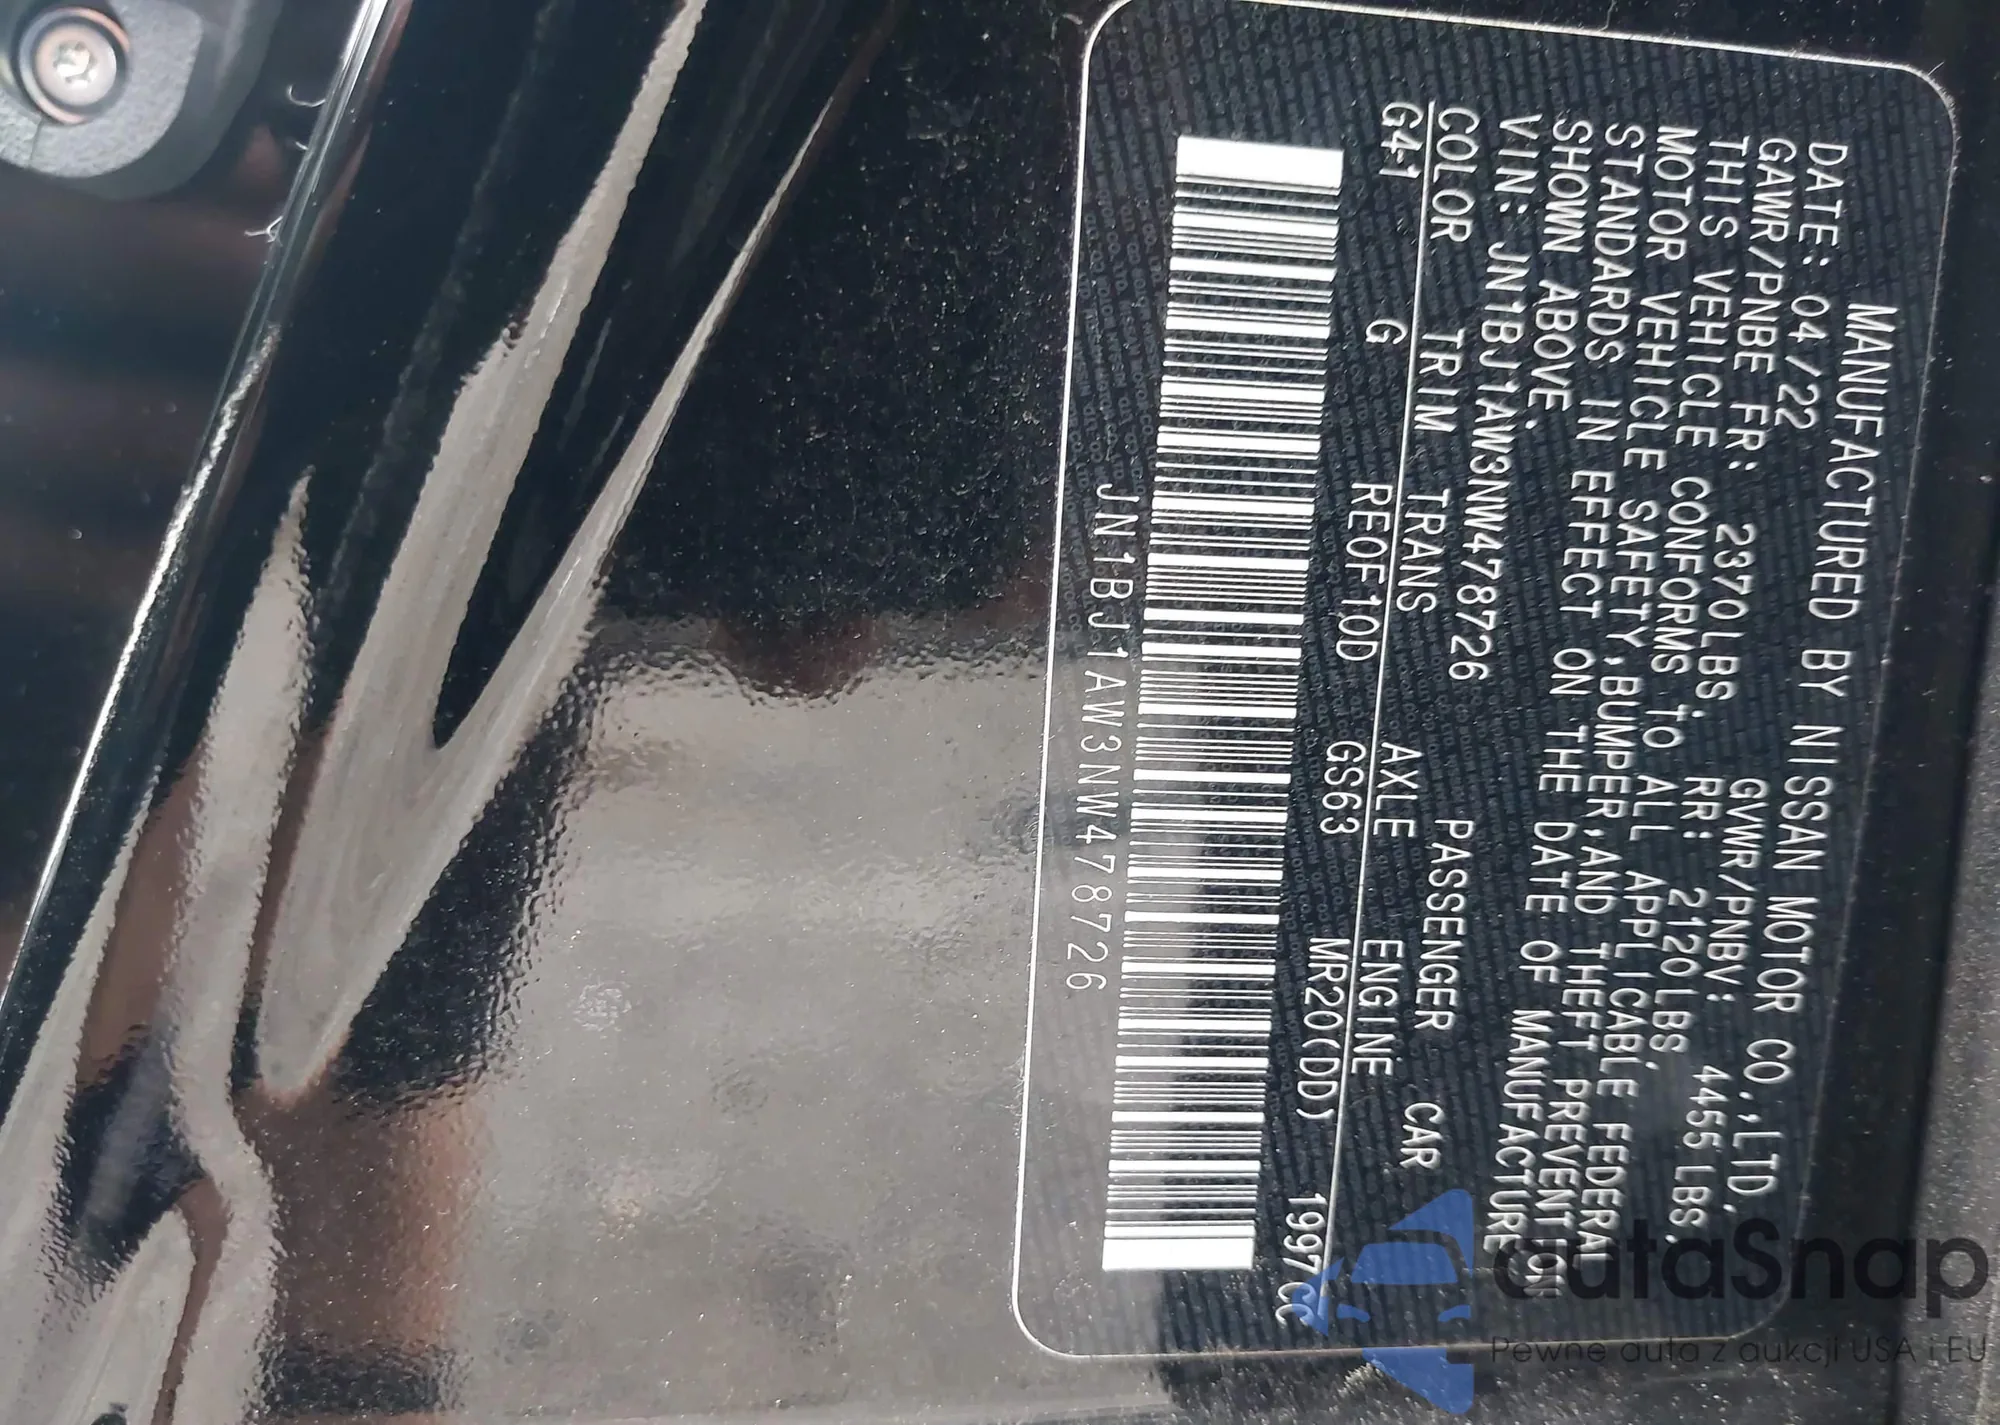 MANUFACTURED BY NISSAN MOTOR CO.,LTD.
DATE: 04/22 GVWR/PNBV: 4455LBS.
GAWR/PNBE FR: 2370LBS. RR: 2120LBS.
THIS VEHICLE CONFORMS TO ALL APPLICABLE FEDERAL
MOTOR VEHICLE SAFETY,BUMPER,AND THEFT PREVENTION
STANDARDS IN EFFECT ON THE DATE OF MANUFACTURE
SHOWN ABOVE.
VIN: JN1BJ1AW3NW478726 PASSENGER CAR
COLOR TRIM TRANS AXLE ENGINE
G41 G RE0F10D GS63 MR20(DD) 1997CC
JN1BJ1AW3NW478726
autaSnap
Pewne auta z aukcji USA i EU